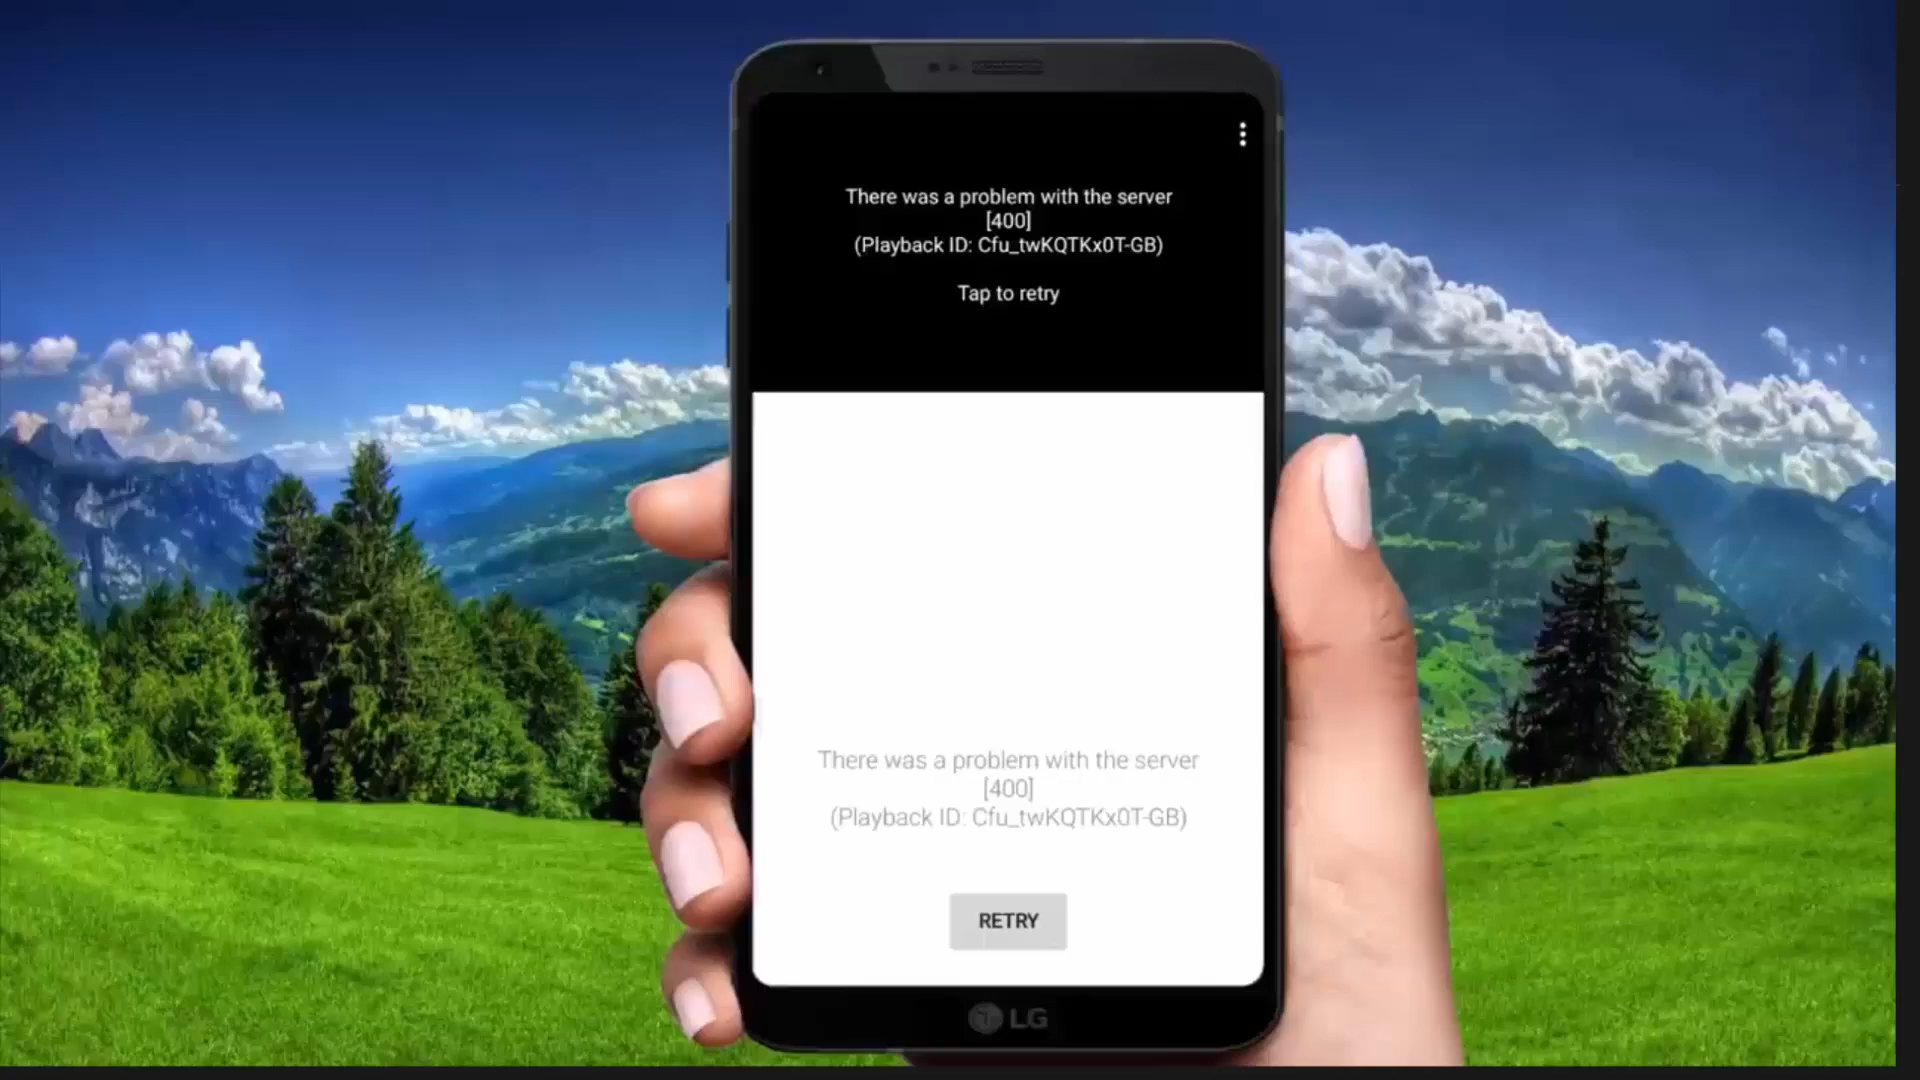 There was a problem with the server
[400]
(Playback ID: Cfu_twKQTKx0T-GB)
Tap to retry
There was a problem with the server
[400]
(Playback ID: Cfu_twKQTKx0T-GB)
RETRY
LG